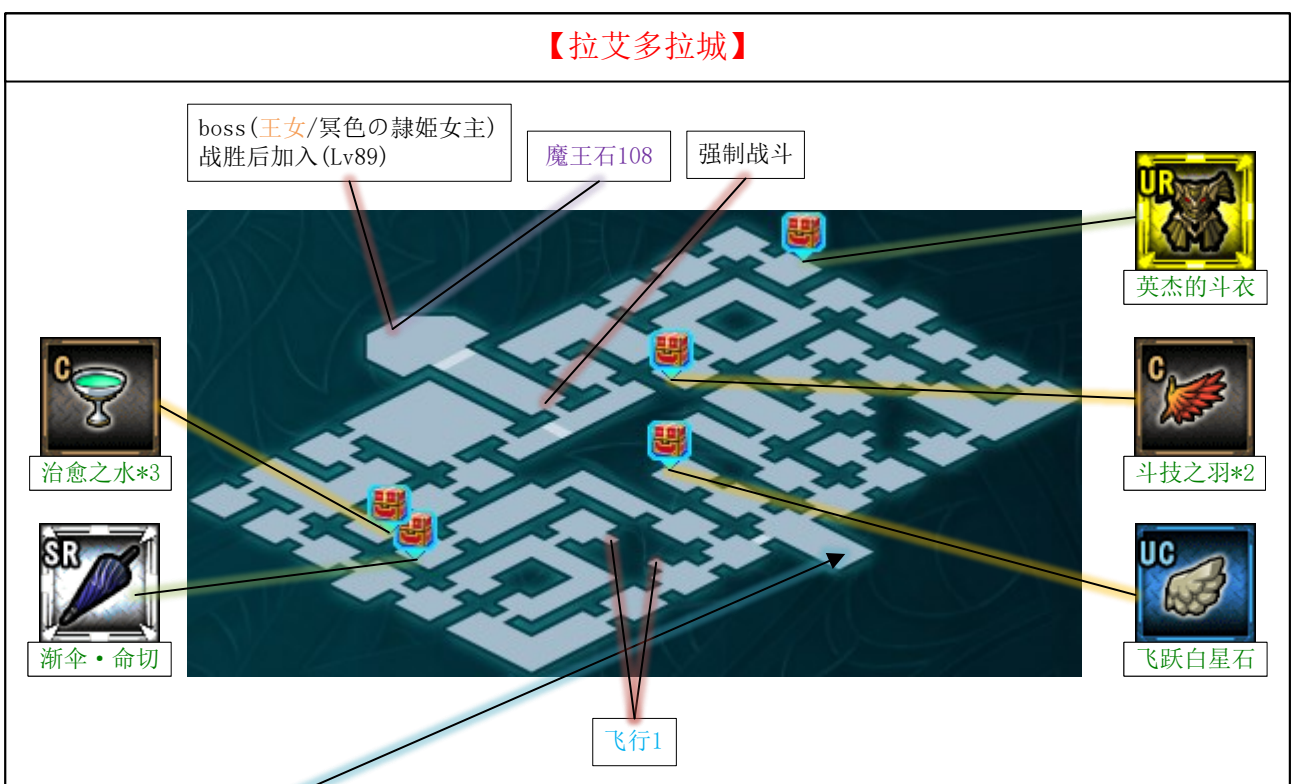 【拉艾多拉城】
boss(王女/冥色の隷姫女主)
战胜后加入(Lv89)
魔王石108
强制战斗
UR
英杰的斗衣
C
治愈之水*3
C
斗技之羽*2
SR
渐伞·命切
UC
飞跃白星石
飞行1